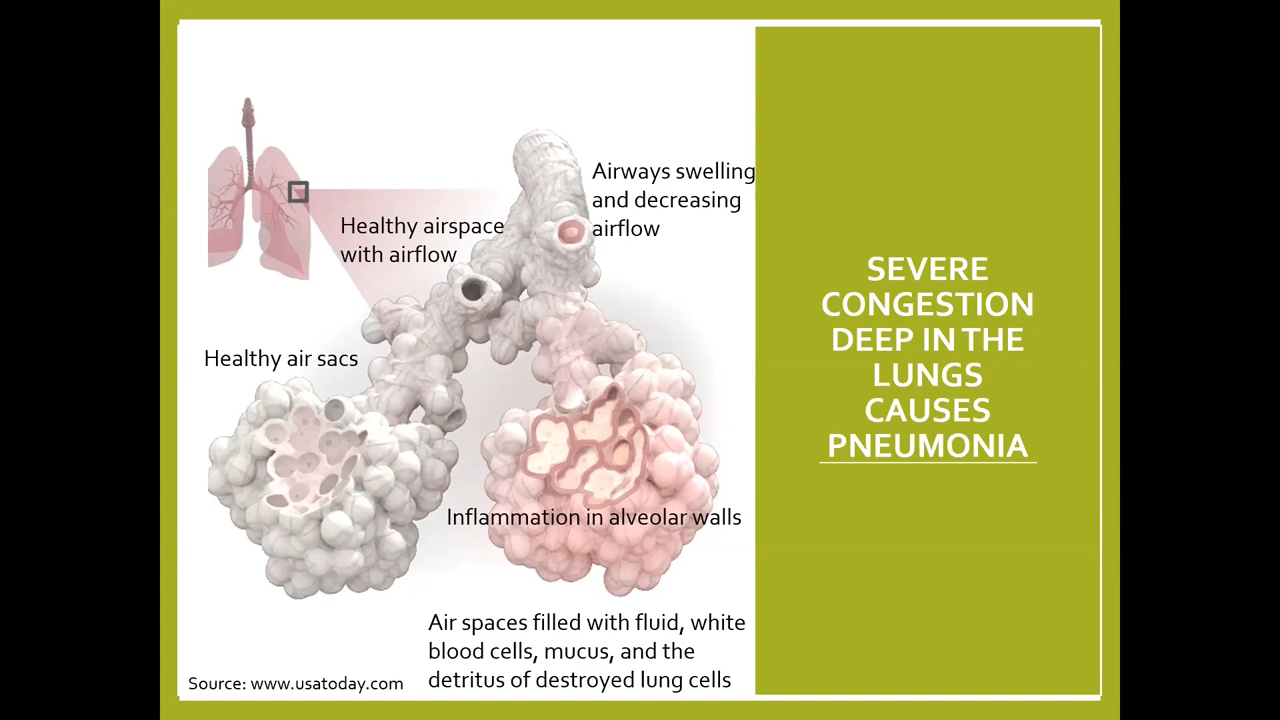 Airways swelling
and decreasing
airflow
Healthy airspace
with airflow
Healthy air sacs
Inflammation in alveolar walls
Air spaces filled with fluid, white
blood cells, mucus, and the
detritus of destroyed lung cells
Source: www.usatoday.com
SEVERE
CONGESTION
DEEP IN THE
LUNGS
CAUSES
PNEUMONIA